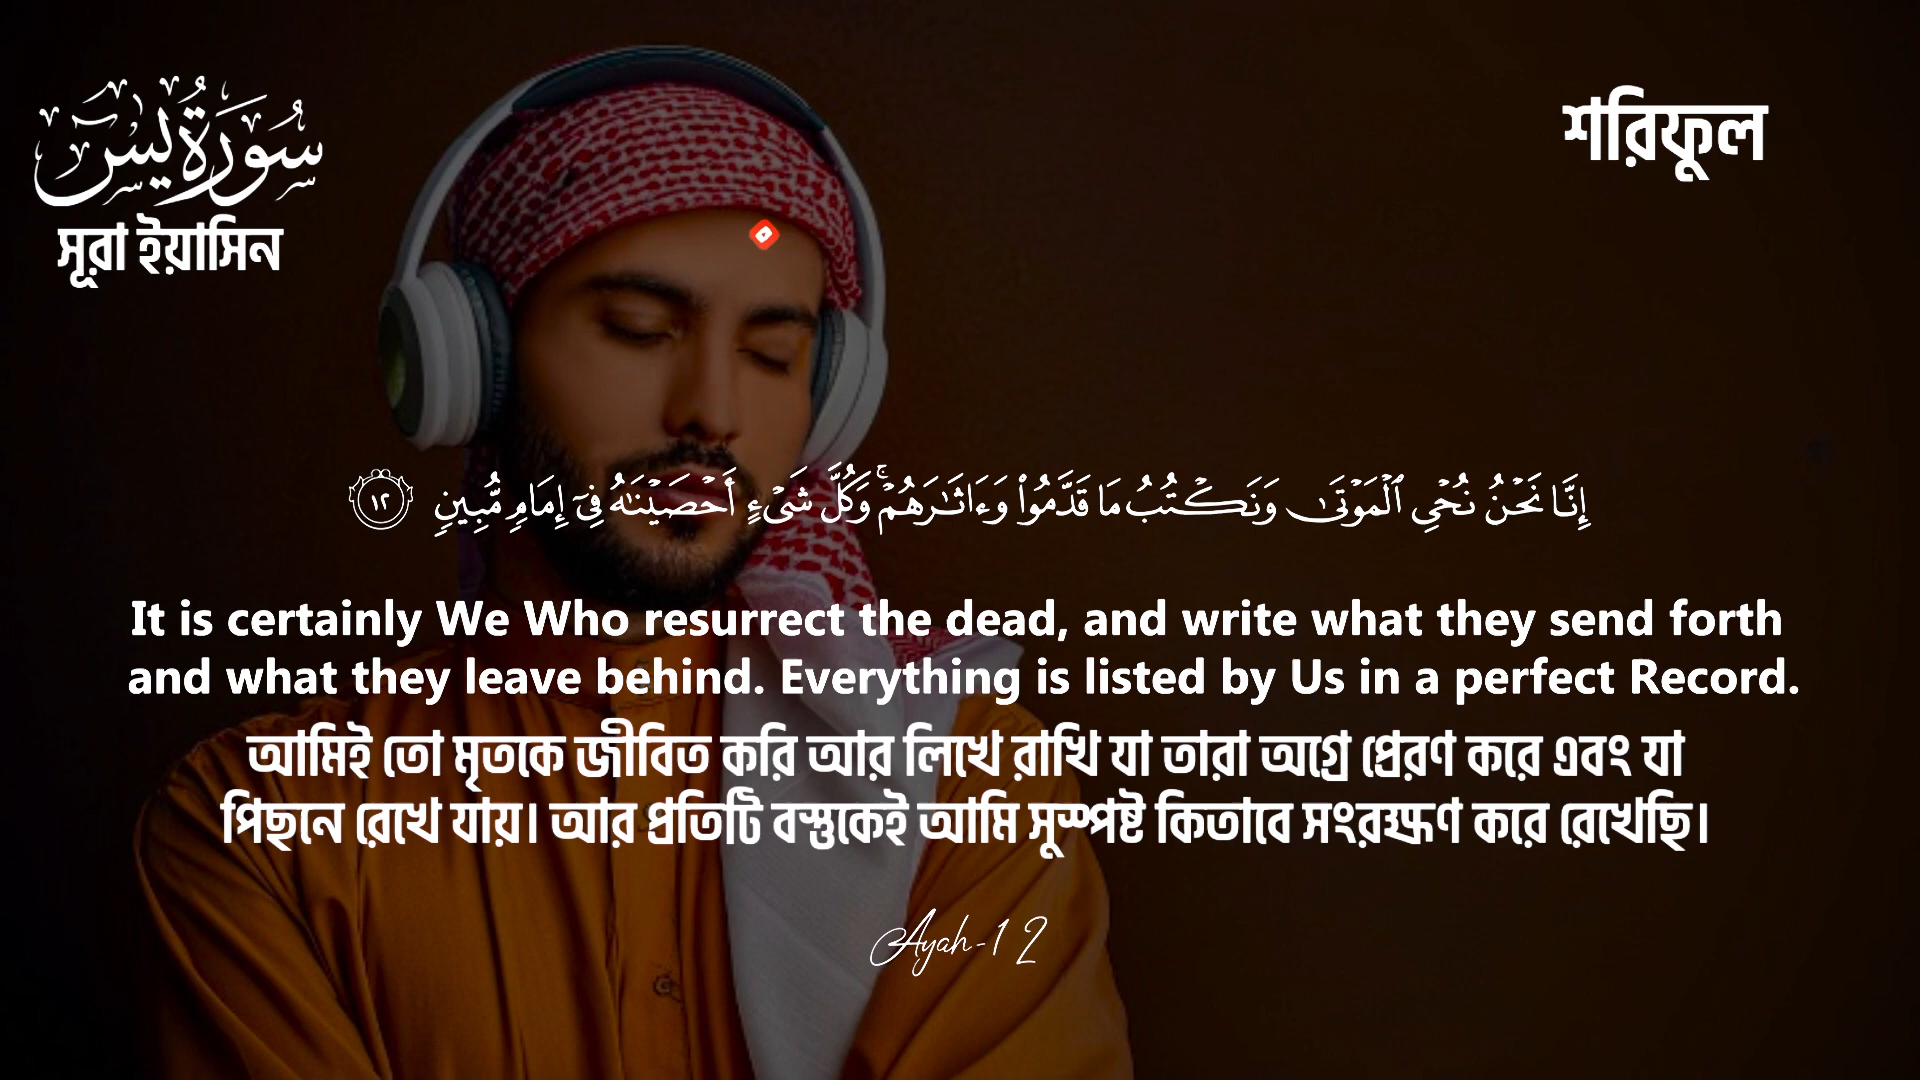 سُورَةُ يسٓ
সূরা ইয়াসিন
শরিফুল
إِنَّا نَحْنُ نُحْىِ ٱلْمَوْتَىٰ وَنَكْتُبُ مَا قَدَّمُوا۟ وَءَاثَـٰرَهُمْ ۚ وَكُلَّ شَىْءٍ أَحْصَيْنَـٰهُ فِىٓ إِمَامٍ مُّبِينٍ ١٢
It is certainly We Who resurrect the dead, and write what they send forth
and what they leave behind. Everything is listed by Us in a perfect Record.
আমিই তো মৃতকে জীবিত করি আর লিখে রাখি যা তারা অগ্রে প্রেরণ করে এবং যা
পিছনে রেখে যায়। আর প্রতিটি বস্তুকেই আমি সুস্পষ্ট কিতাবে সংরক্ষণ করে রেখেছি।
Ayah-12